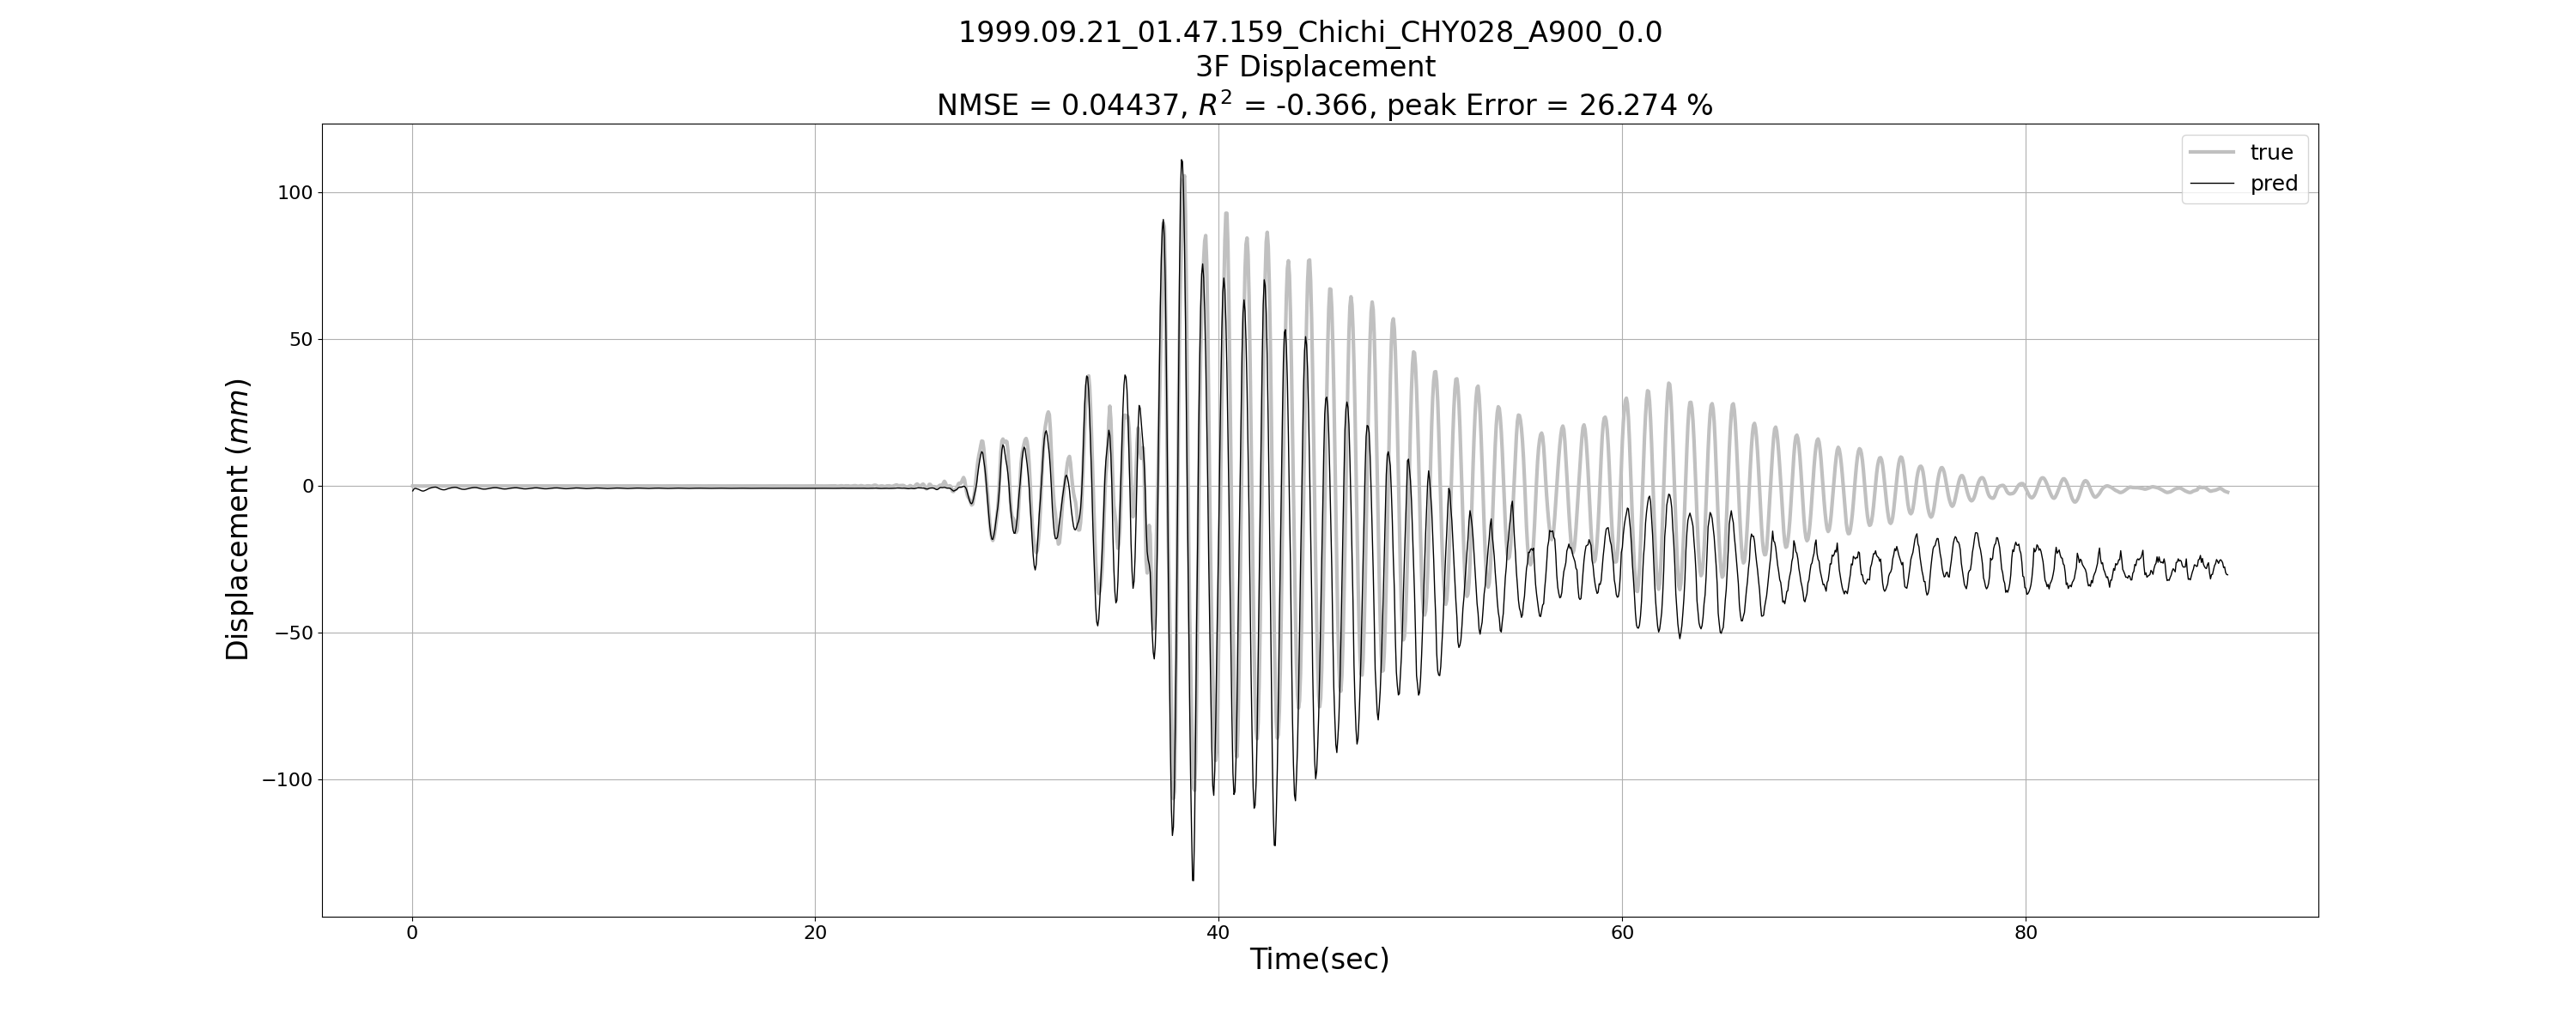 1999.09.21_01.47.159_Chichi_CHY028_A900_0.0
3F Displacement
NMSE = 0.04437, R² = -0.366, peak Error = 26.274 %
true
pred
100
50
0
−50
−100
Displacement (mm)
0
20
40
60
80
Time(sec)